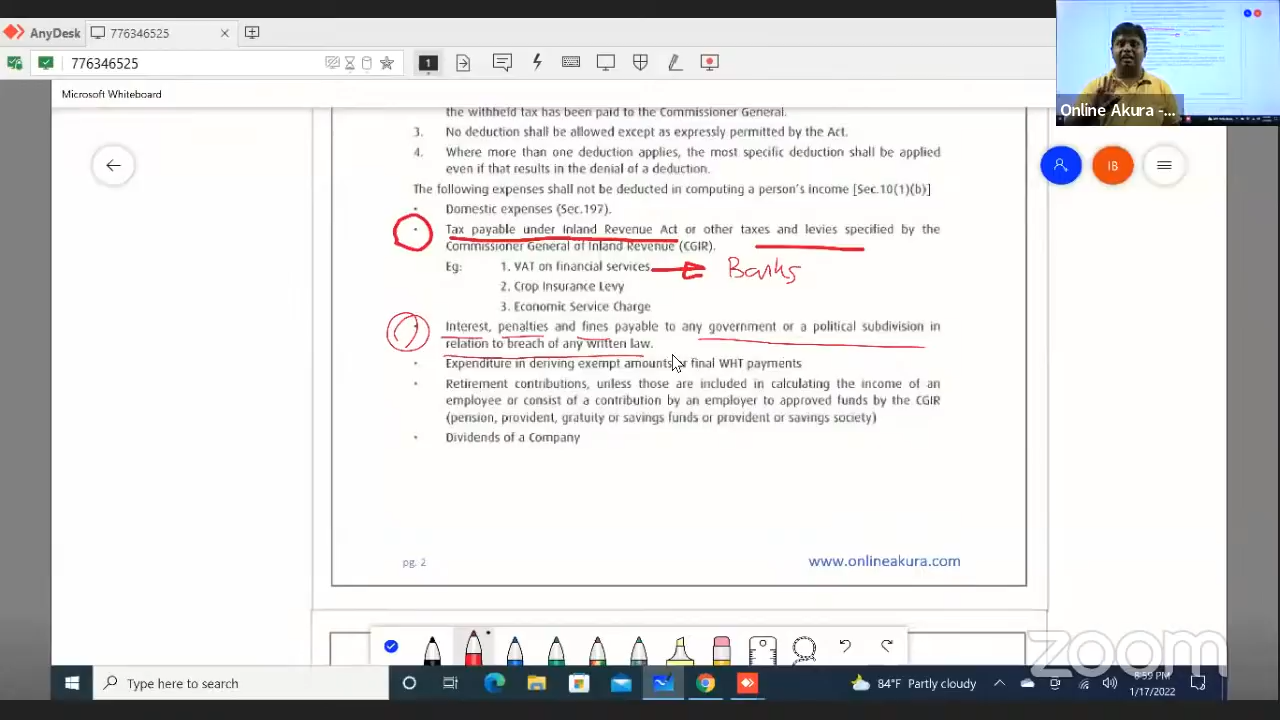 AnyDesk
776346525
776346525
1
Microsoft Whiteboard
Online Akura -...
IB
the withheld tax has been paid to the Commissioner General.
3. No deduction shall be allowed except as expressly permitted by the Act.
4. Where more than one deduction applies, the most specific deduction shall be applied
even if that results in the denial of a deduction.
The following expenses shall not be deducted in computing a person's income [Sec.10(1)(b)]
• Domestic expenses (Sec.197).
• Tax payable under Inland Revenue Act or other taxes and levies specified by the
Commissioner General of Inland Revenue (CGIR).
Eg: 1. VAT on financial services Banks
2. Crop Insurance Levy
3. Economic Service Charge
Interest, penalties and fines payable to any government or a political subdivision in
relation to breach of any written law.
• Expenditure in deriving exempt amounts or final WHT payments
• Retirement contributions, unless those are included in calculating the income of an
employee or consist of a contribution by an employer to approved funds by the CGIR
(pension, provident, gratuity or savings funds or provident or savings society)
• Dividends of a Company
pg. 2 www.onlineakura.com
zoom
Type here to search
84°F Partly cloudy
8:59 PM
1/17/2022